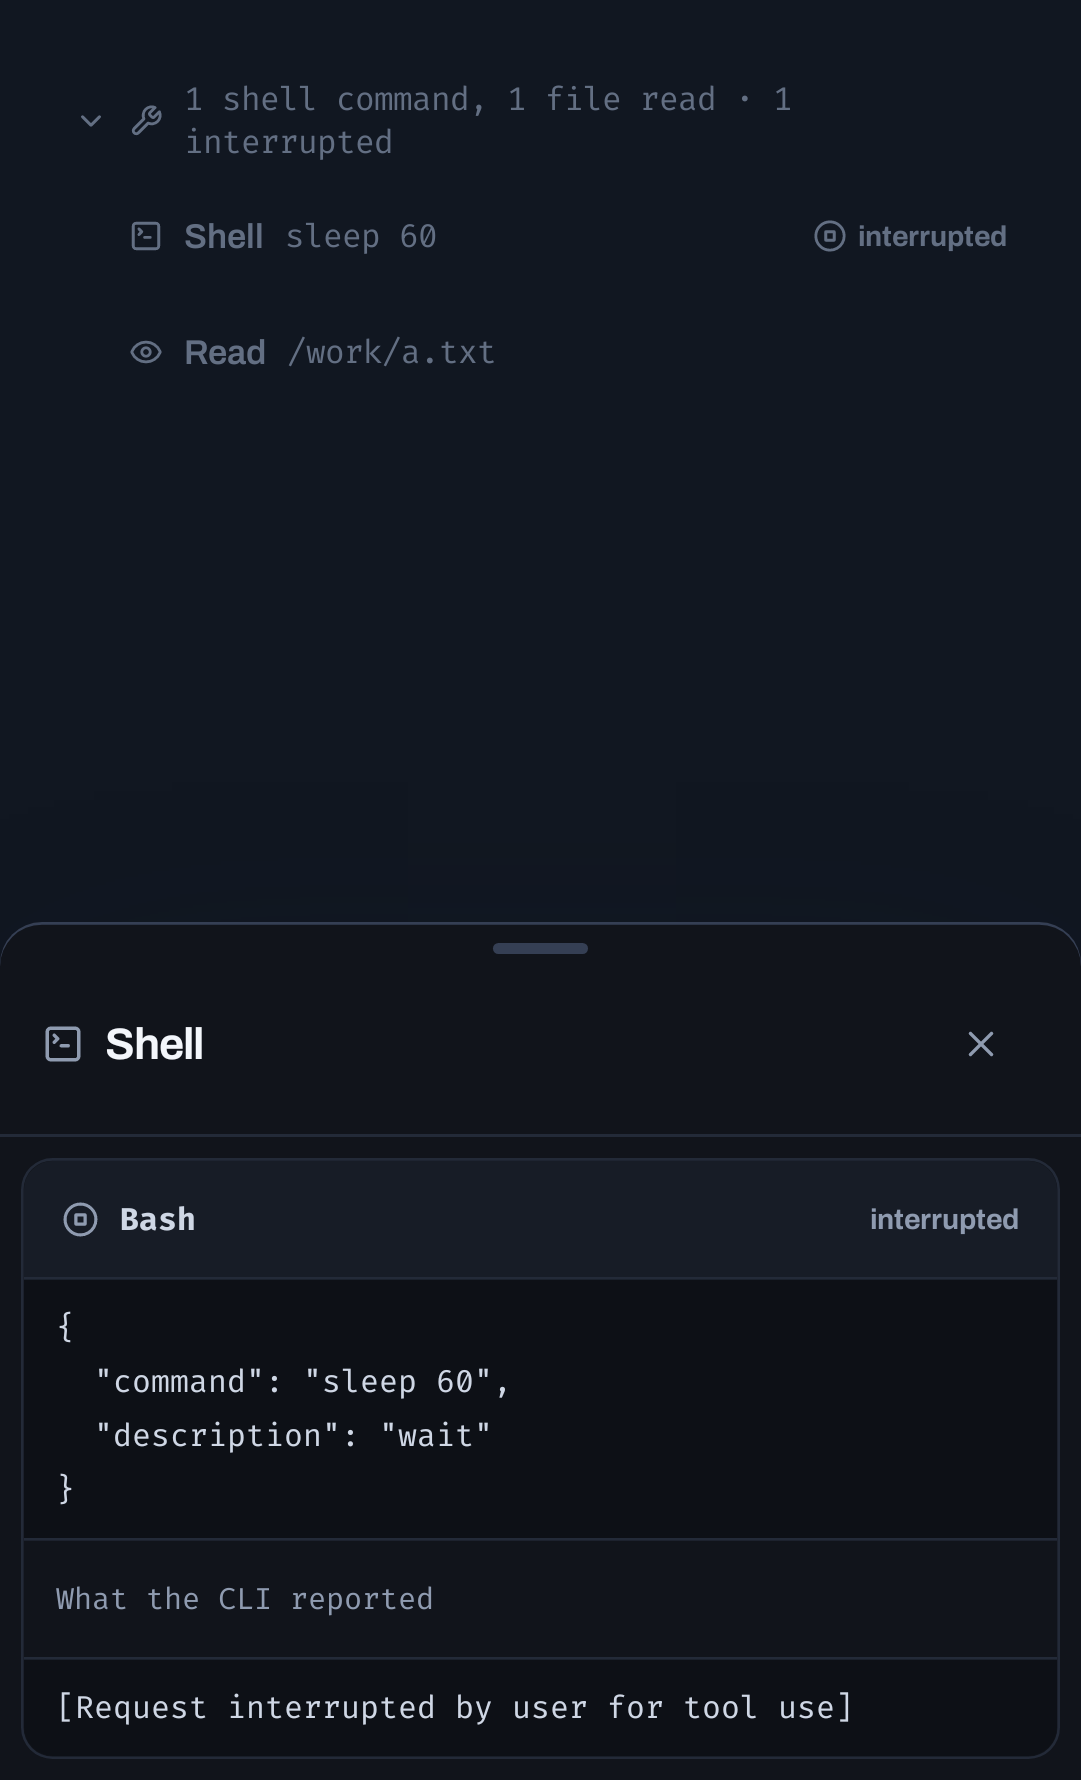 1 shell command, 1 file read · 1
interrupted
Shell sleep 60 interrupted
Read /work/a.txt
Shell
Bash interrupted
{
  "command": "sleep 60",
  "description": "wait"
}
What the CLI reported
[Request interrupted by user for tool use]